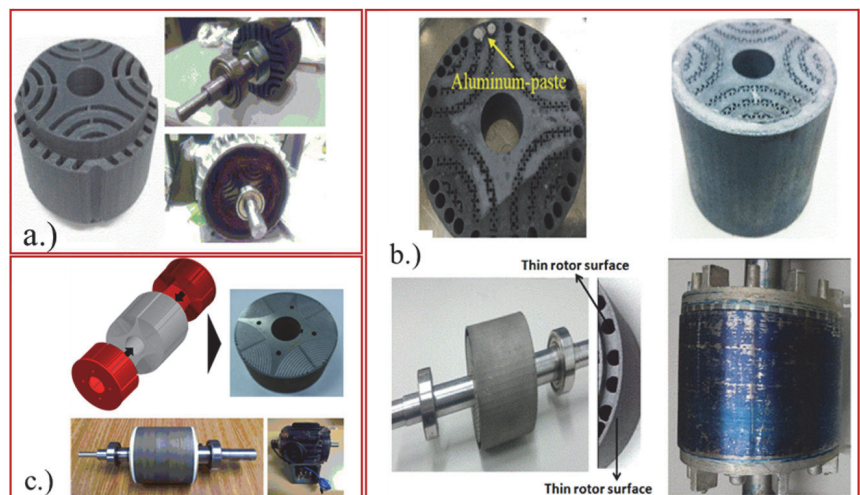 a.)
Aluminum-paste
b.)
Thin rotor surface
Thin rotor surface
c.)